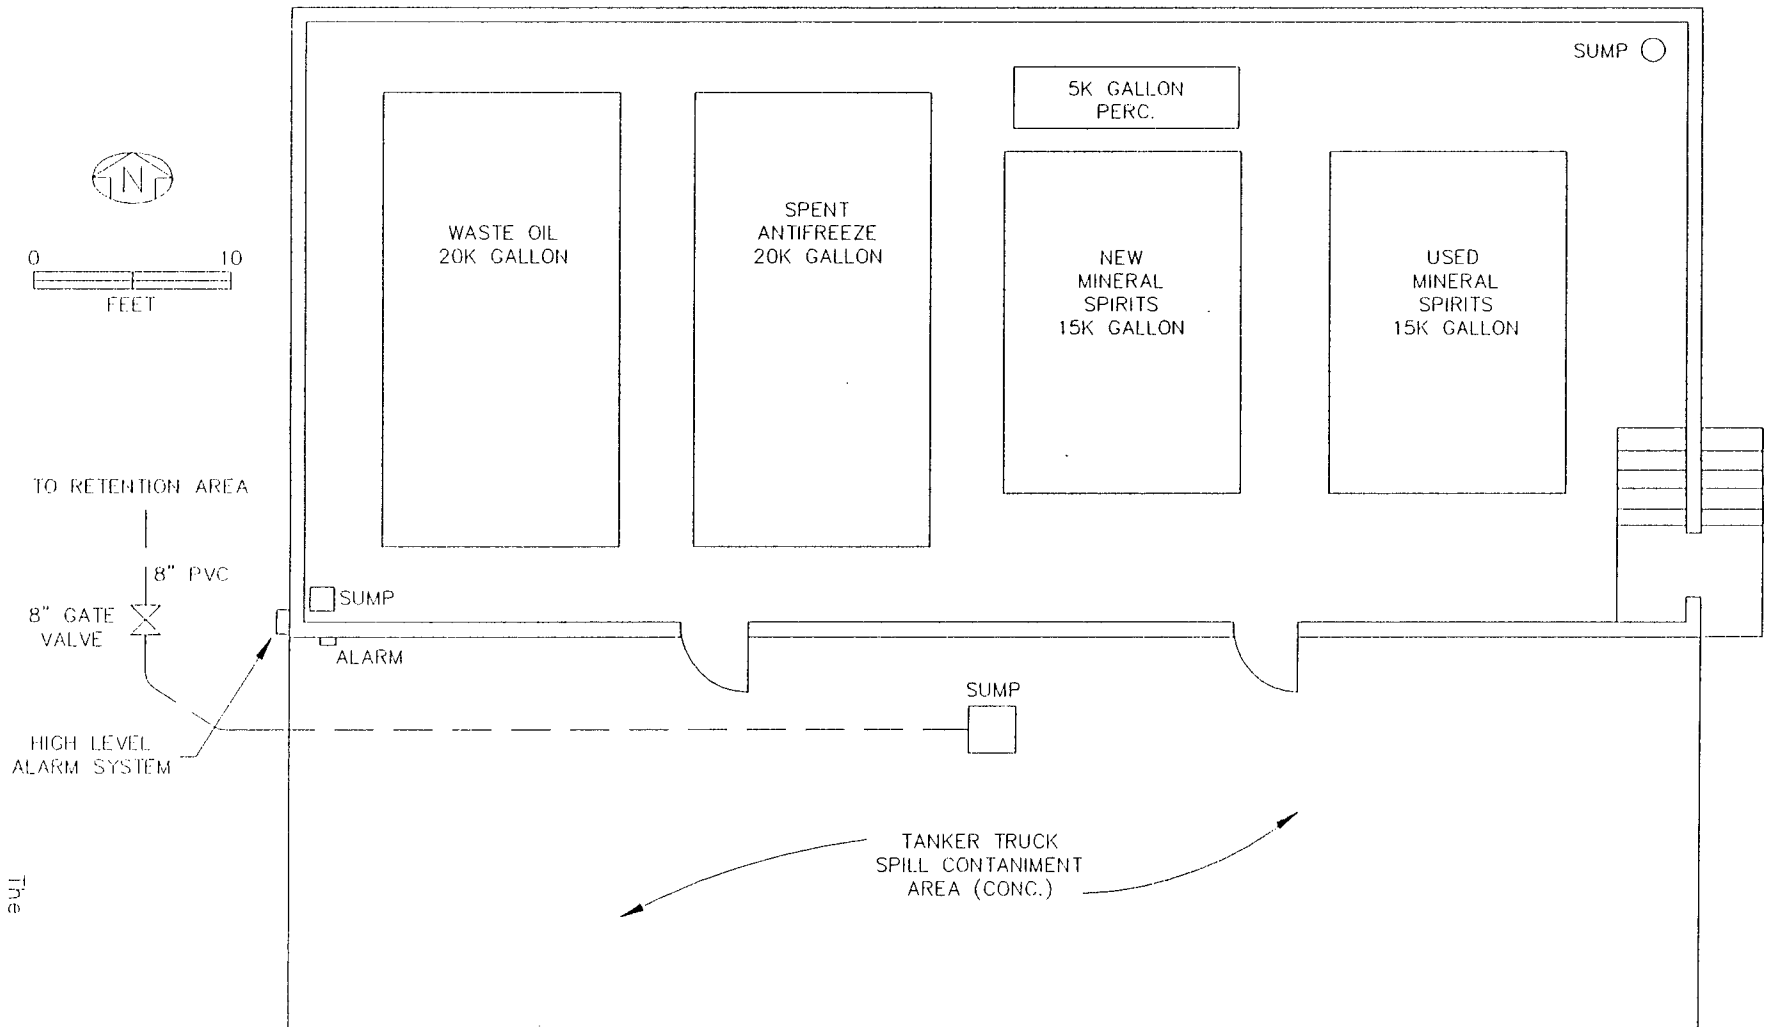 SUMP
5K GALLON
PERC.
N
WASTE OIL
20K GALLON
SPENT
ANTIFREEZE
20K GALLON
NEW
MINERAL
SPIRITS
15K GALLON
USED
MINERAL
SPIRITS
15K GALLON
0 10
FEET
TO RETENTION AREA
8" PVC
8" GATE
VALVE
SUMP
ALARM
SUMP
HIGH LEVEL
ALARM SYSTEM
TANKER TRUCK
SPILL CONTANIMENT
AREA (CONC.)
The